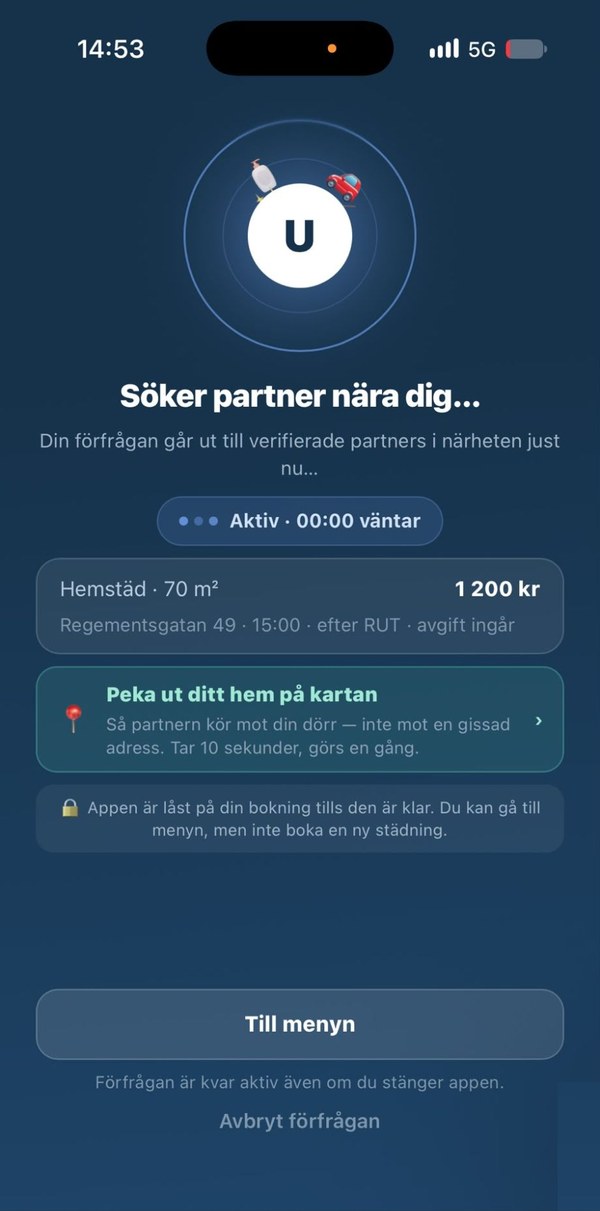 14:53
5G
U
Söker partner nära dig...
Din förfrågan går ut till verifierade partners i närheten just
nu...
Aktiv · 00:00 väntar
Hemstäd · 70 m²
1 200 kr
Regementsgatan 49 · 15:00 · efter RUT · avgift ingår
Peka ut ditt hem på kartan
Så partnern kör mot din dörr — inte mot en gissad
adress. Tar 10 sekunder, görs en gång.
›
Appen är låst på din bokning tills den är klar. Du kan gå till
menyn, men inte boka en ny städning.
Till menyn
Förfrågan är kvar aktiv även om du stänger appen.
Avbryt förfrågan